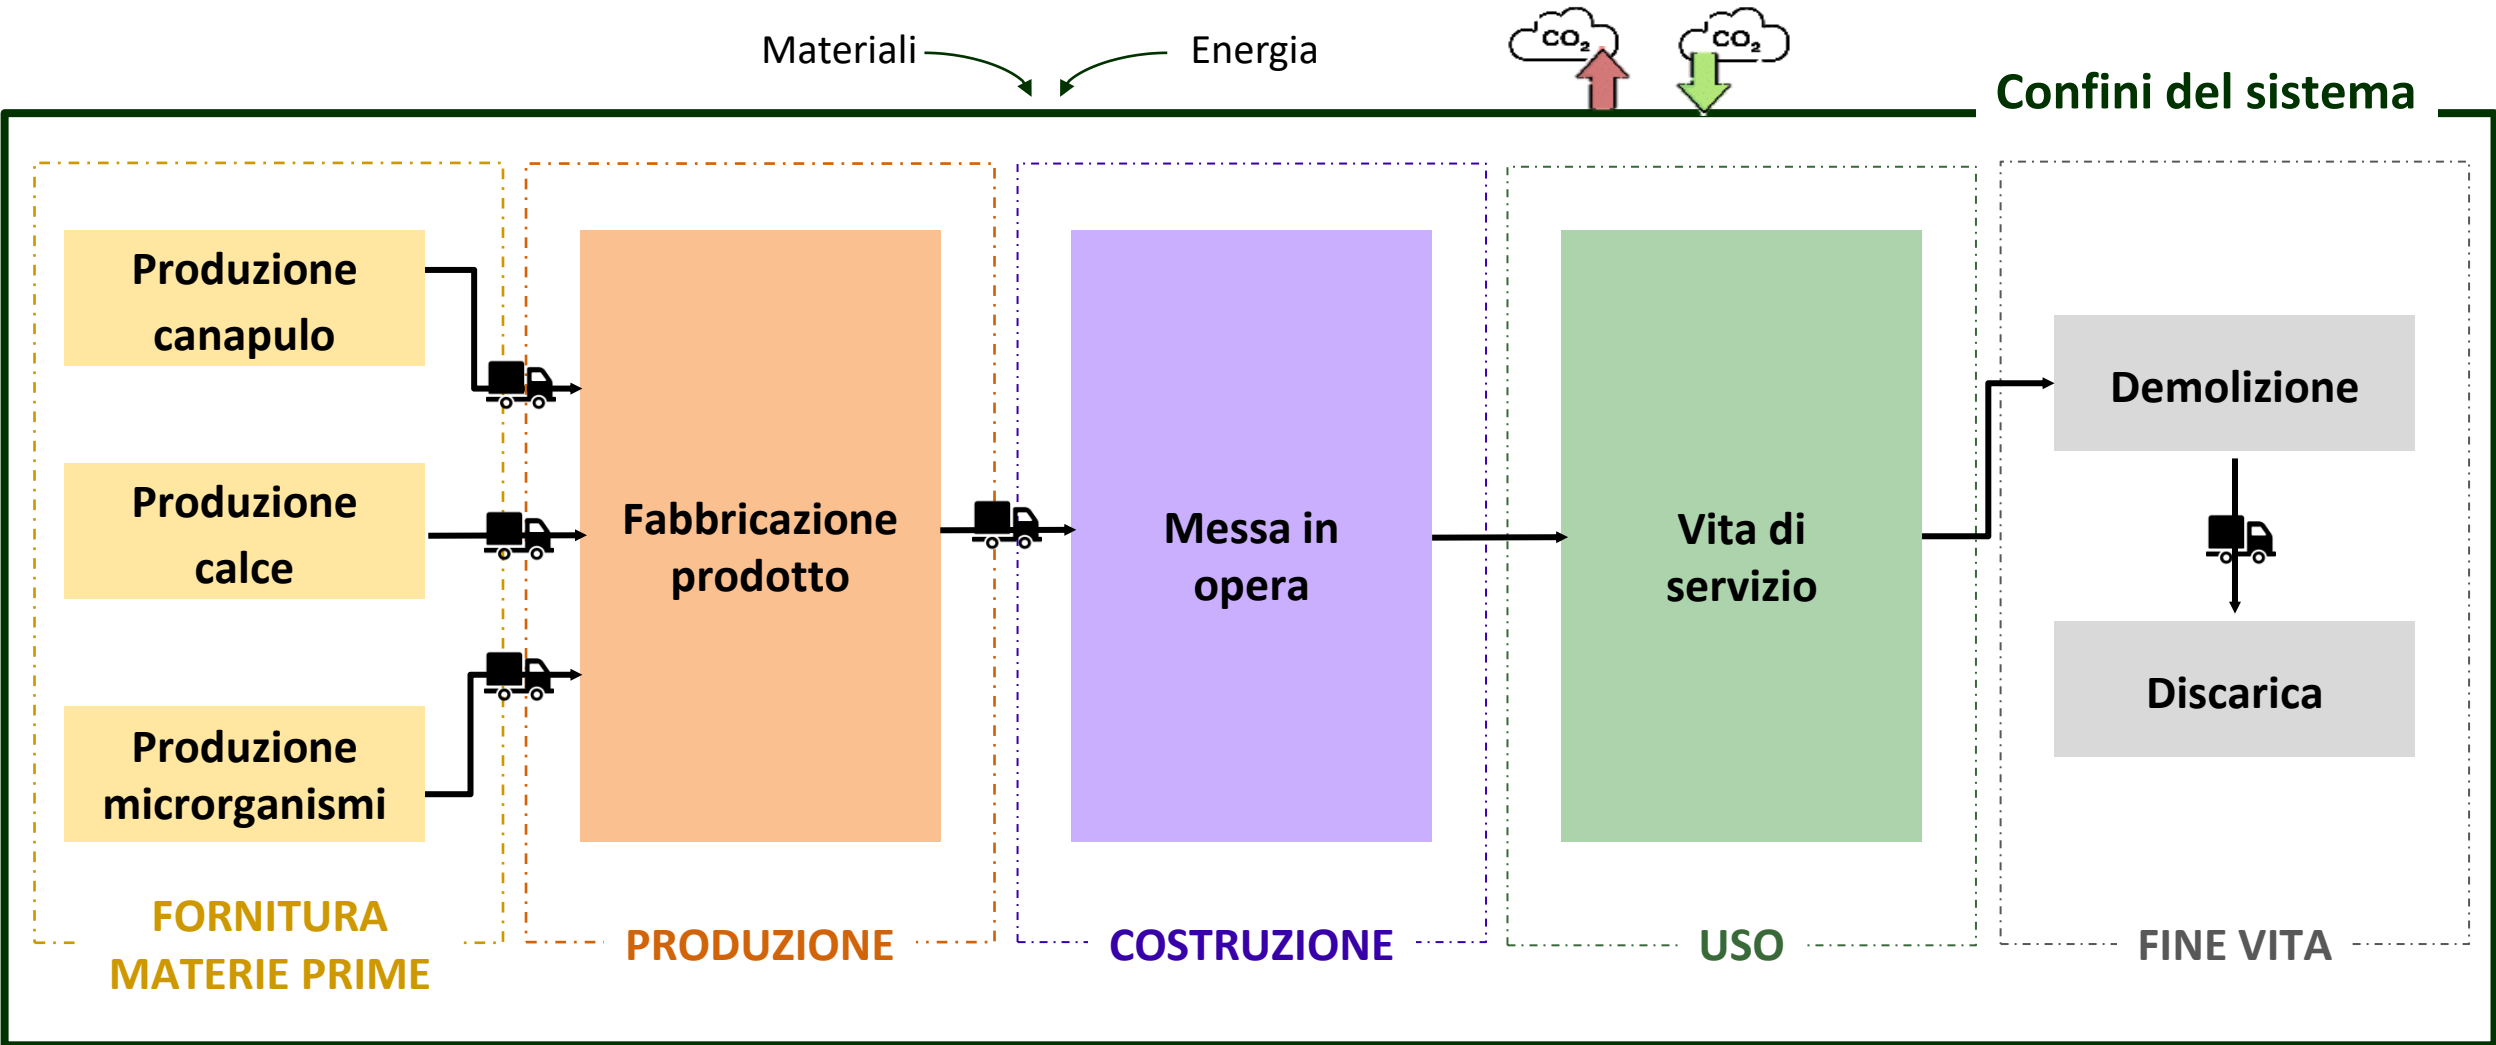 Materiali
Energia
CO₂
CO₂
Confini del sistema
Produzione
canapulo
Produzione
calce
Produzione
microrganismi
FORNITURA
MATERIE PRIME
Fabbricazione
prodotto
PRODUZIONE
Messa in
opera
COSTRUZIONE
Vita di
servizio
USO
Demolizione
Discarica
FINE VITA